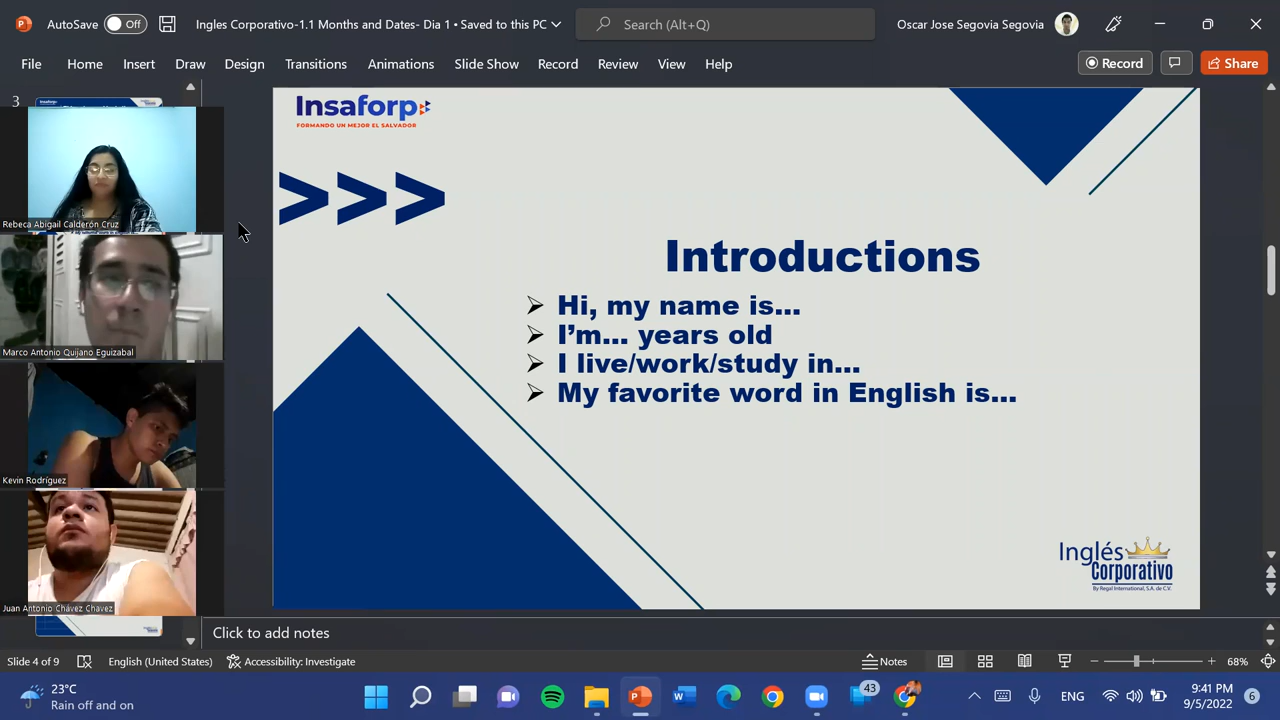 AutoSave Off Ingles Corporativo-1.1 Months and Dates- Dia 1 • Saved to this PC Search (Alt+Q) Oscar Jose Segovia Segovia
File Home Insert Draw Design Transitions Animations Slide Show Record Review View Help Record Share
3
Insaforp
FORMANDO UN MEJOR EL SALVADOR
>>>
Rebeca Abigail Calderón Cruz
Introductions
Hi, my name is...
I'm... years old
Marco Antonio Quijano Eguizabal
I live/work/study in...
My favorite word in English is...
Kevin Rodríguez
Inglés
Corporativo
By Regal International, S.A. de C.V.
Juan Antonio Chávez Chavez
Click to add notes
Slide 4 of 9 English (United States) Accessibility: Investigate Notes 68%
23°C
Rain off and on
43
ENG
9:41 PM
9/5/2022
6